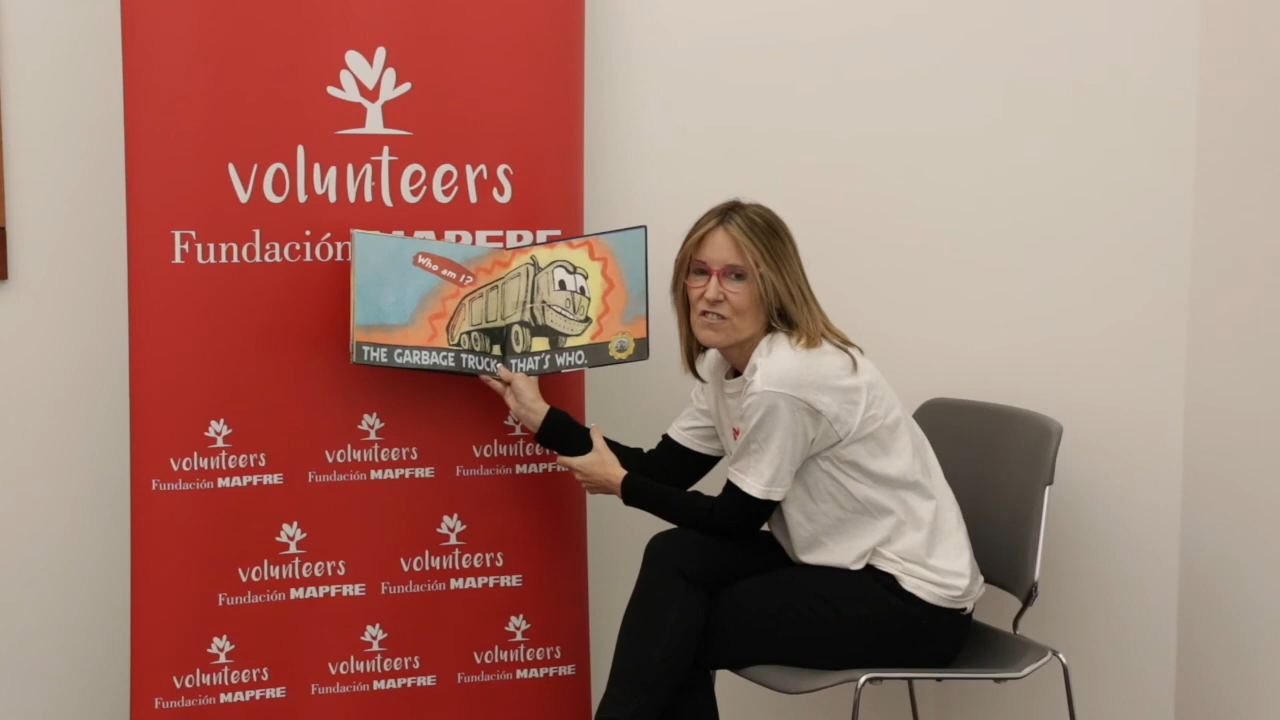 volunteers
Fundación MAPFRE
Who am I?
THE GARBAGE TRUCK THAT'S WHO.
volunteers
Fundación MAPFRE
volunteers
Fundación MAPFRE
volunteers
Fundación MAPFRE
volunteers
Fundación MAPFRE
volunteers
Fundación MAPFRE
volunteers
Fundación MAPFRE
volunteers
Fundación MAPFRE
volunteers
Fundación MAPFRE